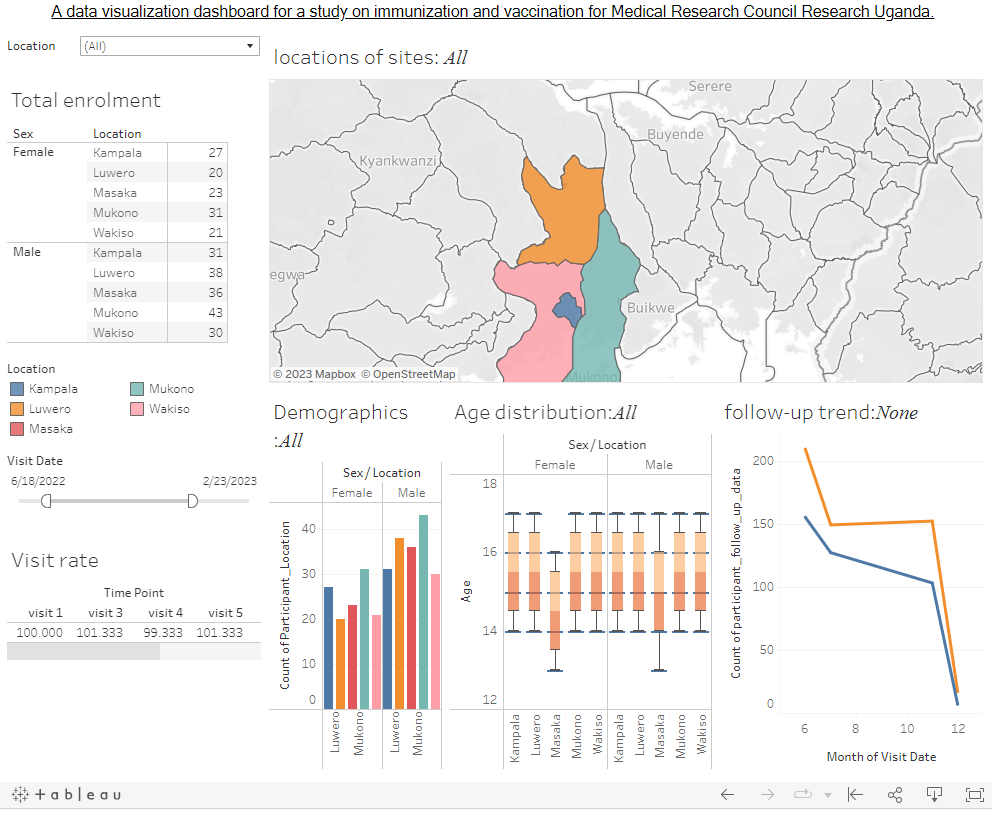 A data visualization dashboard for a study on immunization and vaccination for Medical Research Council Research Uganda.
Location (All)
locations of sites: All
Total enrolment
Sex Location
Female Kampala 27
Luwero 20
Masaka 23
Mukono 31
Wakiso 21
Male Kampala 31
Luwero 38
Masaka 36
Mukono 43
Wakiso 30
Serere
Buyende
Kyankwanzi
egwa
Buikwe
Mukono
© 2023 Mapbox © OpenStreetMap
Location
Kampala Mukono
Luwero Wakiso
Masaka
Visit Date
6/18/2022 2/23/2023
Visit rate
Time Point
visit 1 visit 3 visit 4 visit 5
100.000 101.333 99.333 101.333
Demographics
:All
Sex / Location
Female Male
Count of Participant_Location
40
30
20
10
0
Luwero Mukono Luwero Mukono
Age distribution:All
Sex / Location
Female Male
Age
18
16
14
12
Kampala Luwero Masaka Mukono Wakiso Kampala Luwero Masaka Mukono Wakiso
follow-up trend:None
Count of participant_follow_up_data
200
150
100
50
0
6 8 10 12
Month of Visit Date
+ a b l e a u